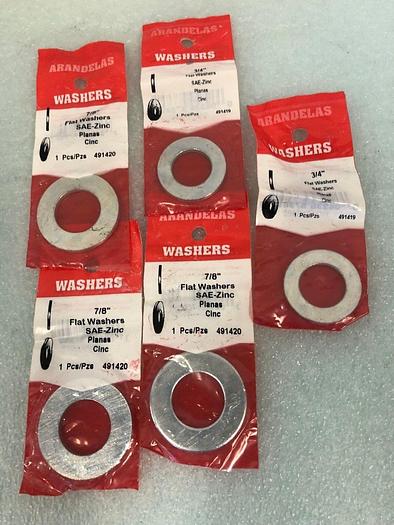 ARANDELAS
WASHERS
7/8"
Flat Washers
SAE-Zinc
Planas
Cinc
1 Pcs/Pzs 491420
ARANDELAS
WASHERS
3/4"
Flat Washers
SAE-Zinc
Planas
Cinc
1 Pcs/Pzs 491419
ARANDELAS
WASHERS
3/4"
Flat Washers
SAE-Zinc
Planas
Cinc
1 Pcs/Pzs 491419
WASHERS
7/8"
Flat Washers
SAE-Zinc
Planas
Cinc
1 Pcs/Pzs 491420
ARANDELAS
WASHERS
7/8"
Flat Washers
SAE-Zinc
Planas
Cinc
1 Pcs/Pzs 491420